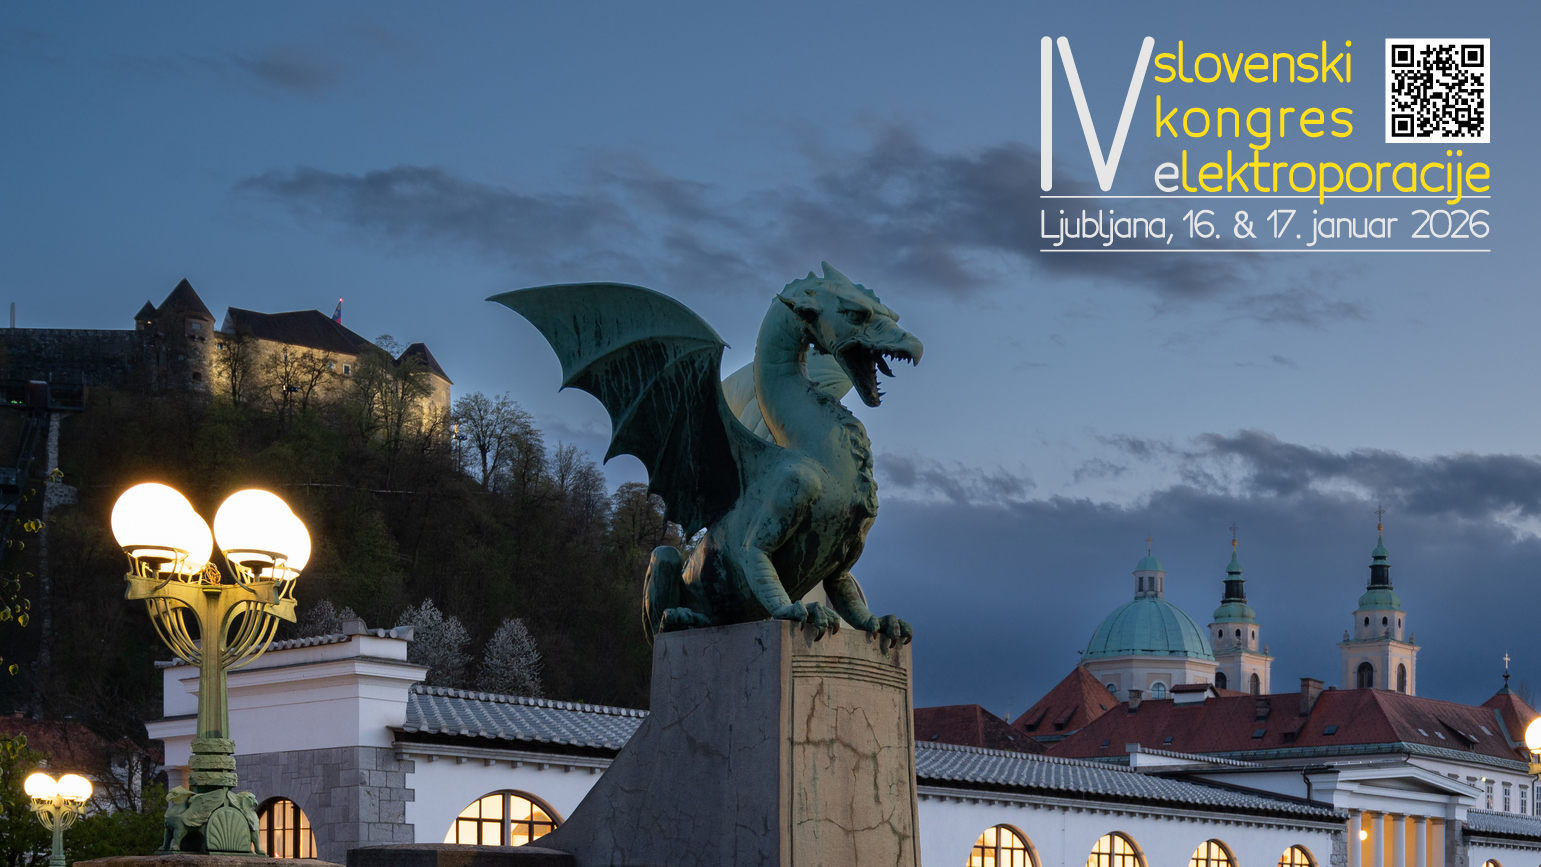 IV slovenski
kongres
elektroporacije
Ljubljana, 16. & 17. januar 2026